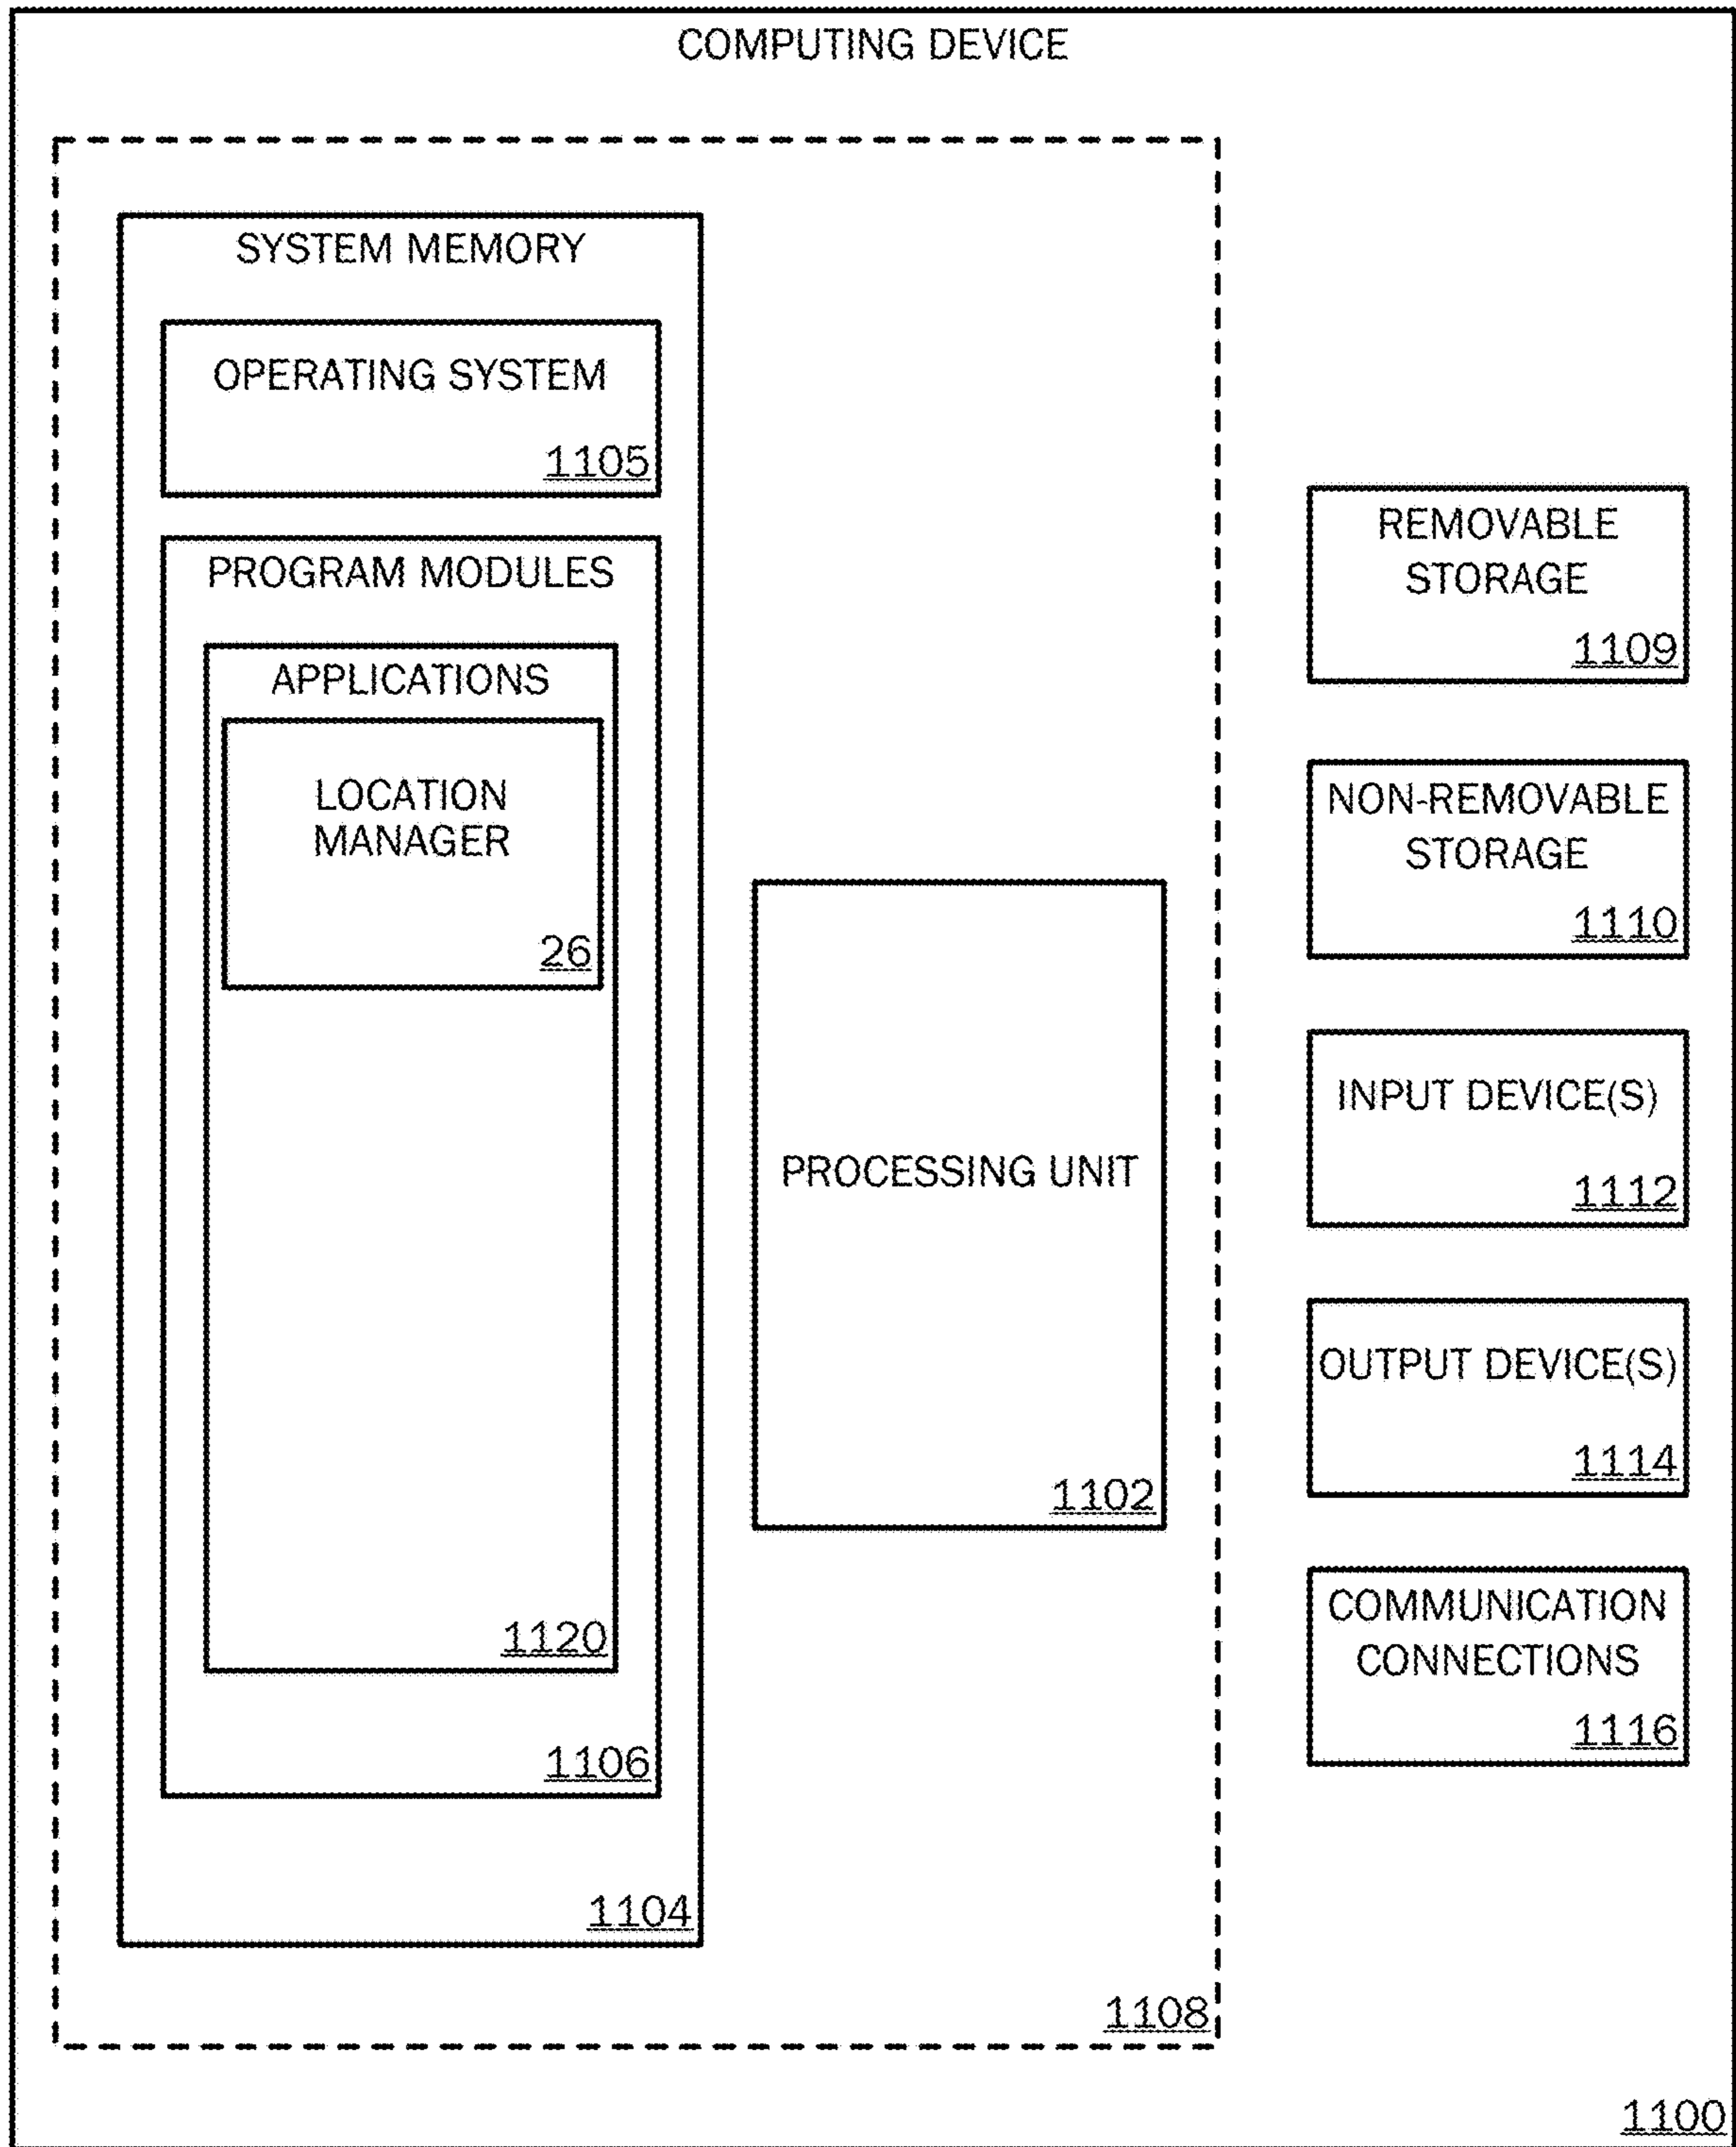 COMPUTING DEVICE
SYSTEM MEMORY
OPERATING SYSTEM
1105
PROGRAM MODULES
APPLICATIONS
LOCATION
MANAGER
26
1120
1106
1104
PROCESSING UNIT
1102
1108
REMOVABLE
STORAGE
1109
NON-REMOVABLE
STORAGE
1110
INPUT DEVICE(S)
1112
OUTPUT DEVICE(S)
1114
COMMUNICATION
CONNECTIONS
1116
1100